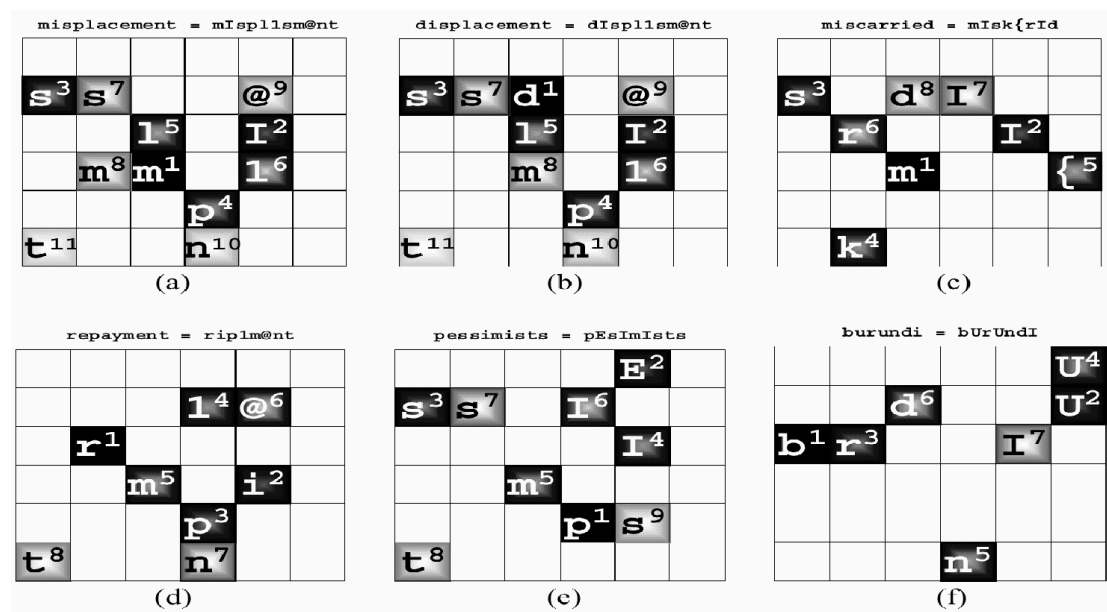 misplacement = mIspl1sm@nt
displacement = dIspl1sm@nt
miscarried = mIsk{rId
s3 s7 @9
l5 I2
m8 m1 16
p4
t11 n10
(a)
s3 s7 d1 @9
l5 I2
m8 16
p4
t11 n10
(b)
s3 d8 I7
r6 I2
m1 {5
k4
(c)
repayment = rip1m@nt
pessimists = pEsImIsts
burundi = bUrUndI
14 @6
r1
m5 i2
p3
t8 n7
(d)
E2
s3 s7 I6
I4
m5
p1 s9
t8
(e)
U4
d6 U2
b1 r3 I7
n5
(f)